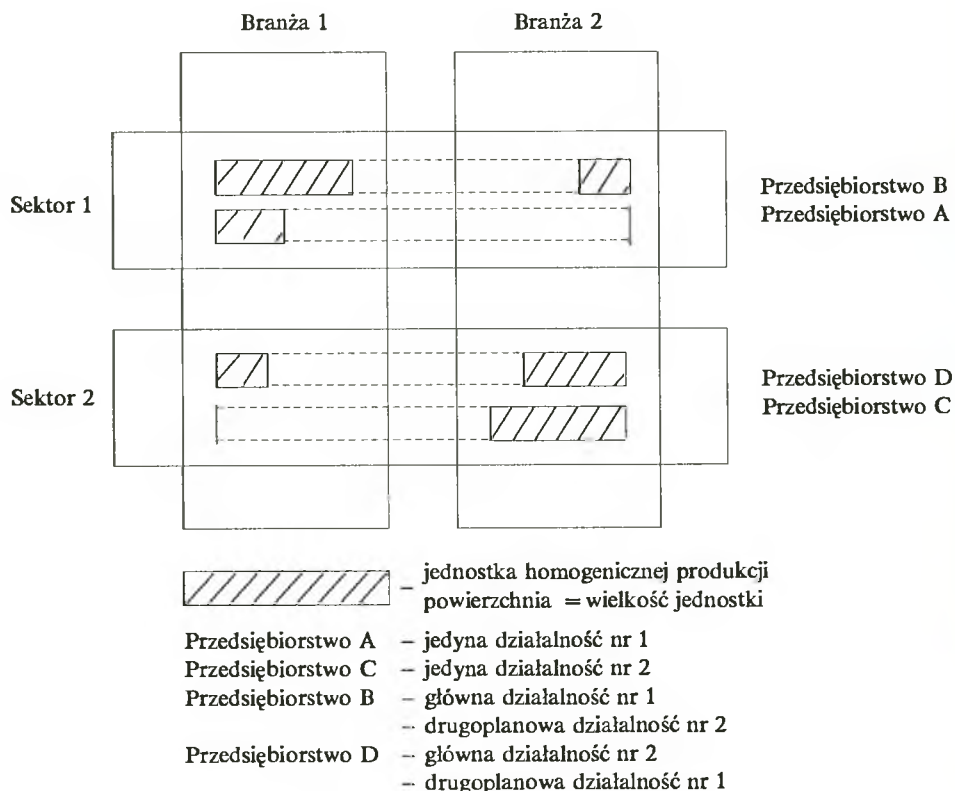 Branża 1 Branża 2
Sektor 1
Przedsiębiorstwo B
Przedsiębiorstwo A
Sektor 2
Przedsiębiorstwo D
Przedsiębiorstwo C
– jednostka homogenicznej produkcji
powierzchnia = wielkość jednostki
Przedsiębiorstwo A – jedyna działalność nr 1
Przedsiębiorstwo C – jedyna działalność nr 2
Przedsiębiorstwo B – główna działalność nr 1
– drugoplanowa działalność nr 2
Przedsiębiorstwo D – główna działalność nr 2
– drugoplanowa działalność nr 1